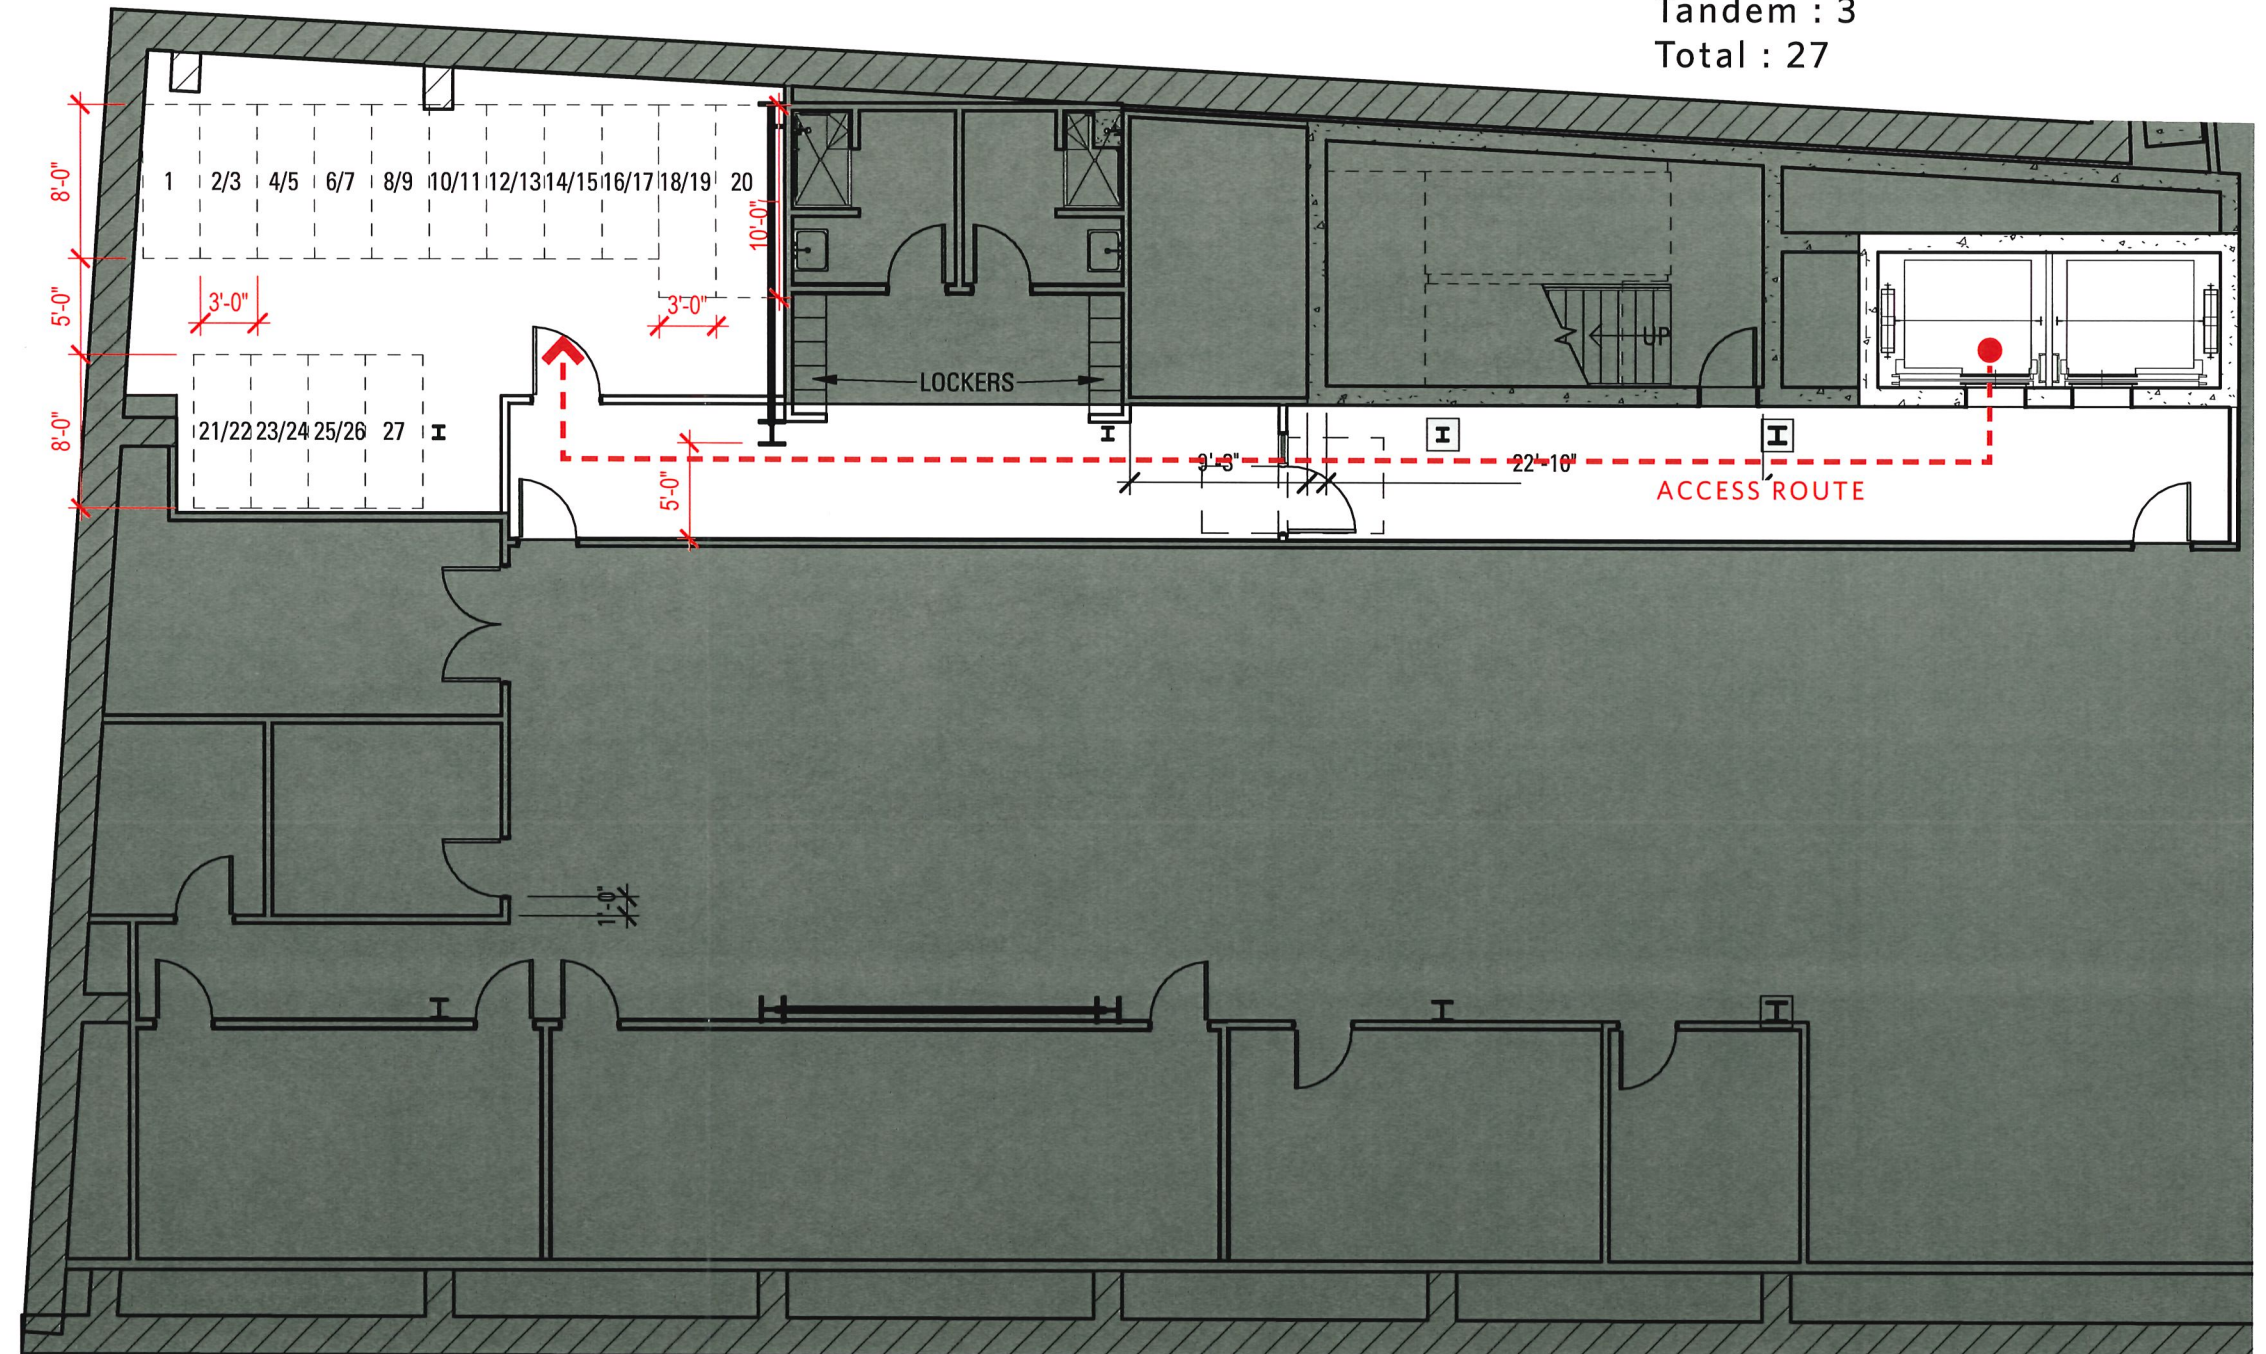 Tandem : 3
Total : 27
8'-0"
1 2/3 4/5 6/7 8/9 10/11 12/13 14/15 16/17 18/19 20
10'-0"
5'-0"
3'-0"
3'-0"
UP
LOCKERS
8'-0"
21/22 23/24 25/26 27
9'-3"
22'-10"
5'-0"
ACCESS ROUTE
1'-0"